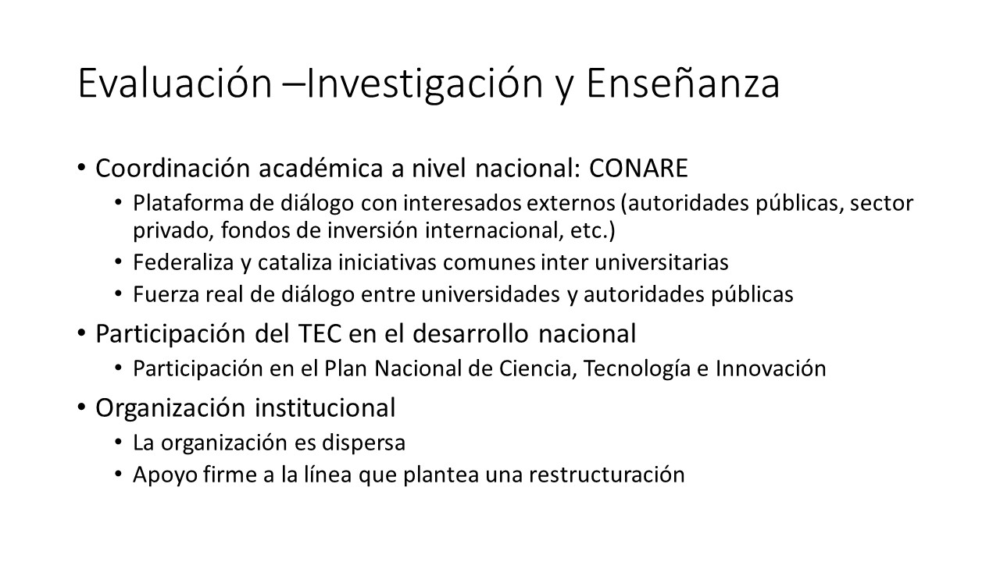 Evaluación –Investigación y Enseñanza
• Coordinación académica a nivel nacional: CONARE
• Plataforma de diálogo con interesados externos (autoridades públicas, sector
privado, fondos de inversión internacional, etc.)
• Federaliza y cataliza iniciativas comunes inter universitarias
• Fuerza real de diálogo entre universidades y autoridades públicas
• Participación del TEC en el desarrollo nacional
• Participación en el Plan Nacional de Ciencia, Tecnología e Innovación
• Organización institucional
• La organización es dispersa
• Apoyo firme a la línea que plantea una restructuración